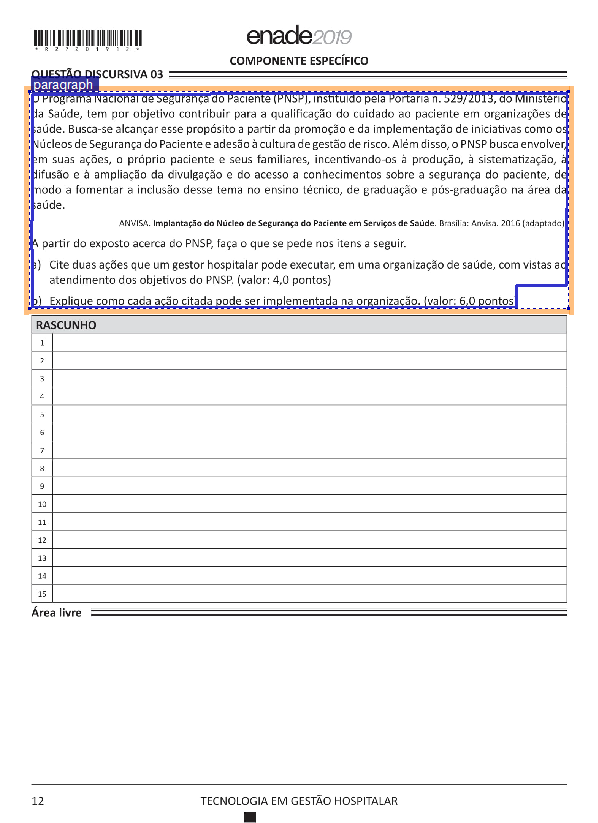 *R2720191​2*
enade2019
COMPONENTE ESPECÍFICO
QUESTÃO DISCURSIVA 03
paragraph
O Programa Nacional de Segurança do Paciente (PNSP), instituído pela Portaria n. 529/2013, do Ministério
da Saúde, tem por objetivo contribuir para a qualificação do cuidado ao paciente em organizações de
saúde. Busca-se alcançar esse propósito a partir da promoção e da implementação de iniciativas como os
Núcleos de Segurança do Paciente e adesão à cultura de gestão de risco. Além disso, o PNSP busca envolver,
em suas ações, o próprio paciente e seus familiares, incentivando-os à produção, à sistematização, à
difusão e à ampliação da divulgação e do acesso a conhecimentos sobre a segurança do paciente, de
modo a fomentar a inclusão desse tema no ensino técnico, de graduação e pós-graduação na área da
saúde.
ANVISA. Implantação do Núcleo de Segurança do Paciente em Serviços de Saúde. Brasília: Anvisa. 2016 (adaptado)
A partir do exposto acerca do PNSP, faça o que se pede nos itens a seguir.
a) Cite duas ações que um gestor hospitalar pode executar, em uma organização de saúde, com vistas ao
atendimento dos objetivos do PNSP. (valor: 4,0 pontos)
b) Explique como cada ação citada pode ser implementada na organização. (valor: 6,0 pontos
RASCUNHO
1
2
3
4
5
6
7
8
9
10
11
12
13
14
15
Área livre
12 TECNOLOGIA EM GESTÃO HOSPITALAR